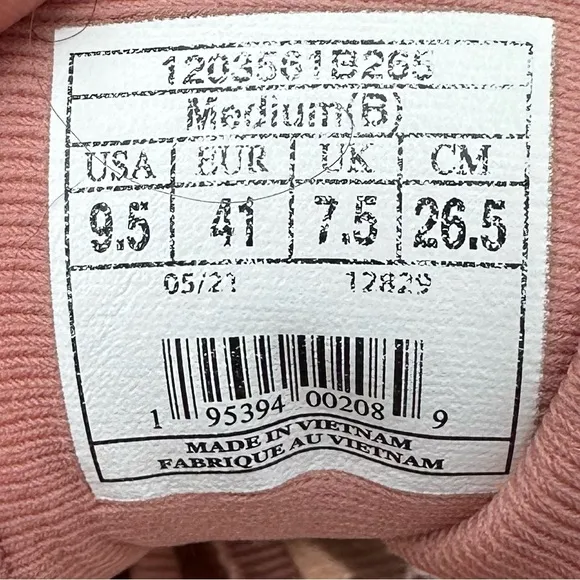 1203561B265
Medium(B)
USA EUR UK CM
9.5 41 7.5 26.5
05/21 12829
1 95394 00208 9
MADE IN VIETNAM
FABRIQUE AU VIETNAM